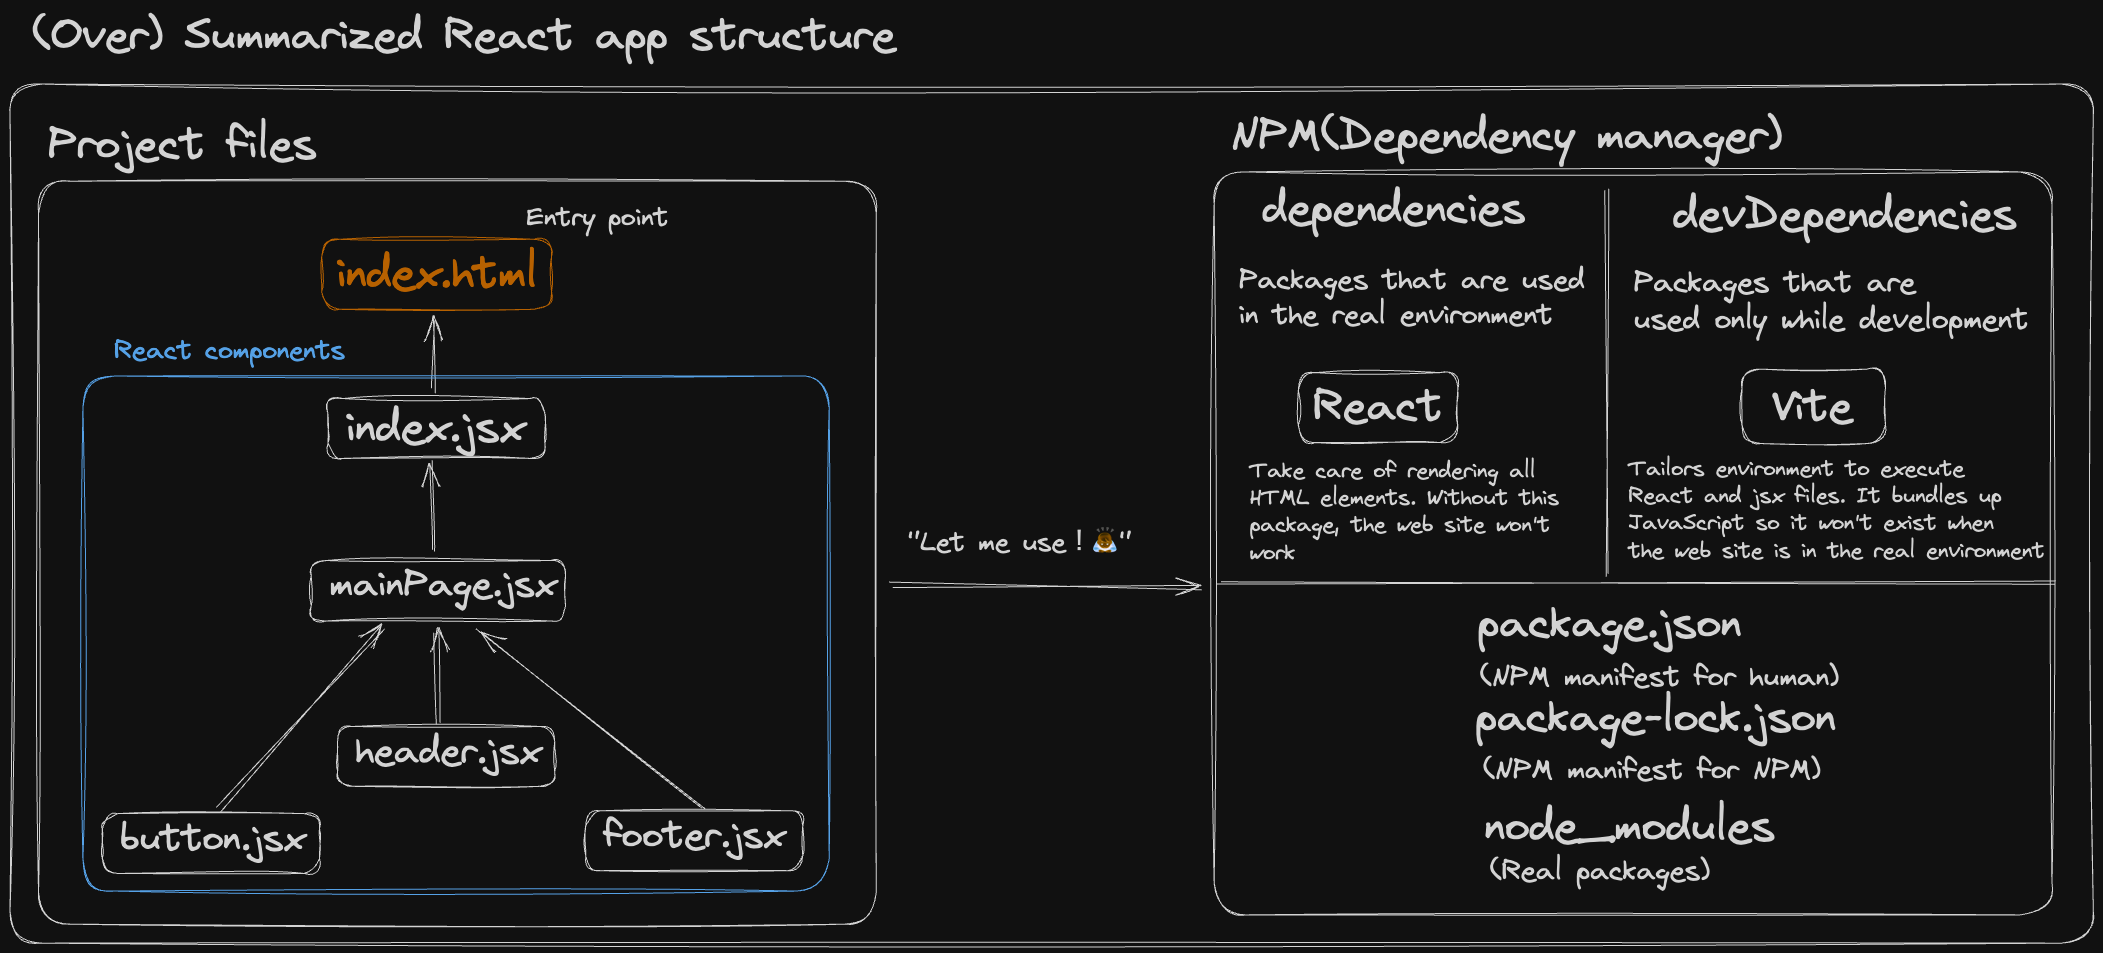 (Over) Summarized React app structure
Project files
Entry point
index.html
React components
index.jsx
mainPage.jsx
header.jsx
button.jsx
footer.jsx
"Let me use! 🙇"
NPM(Dependency manager)
dependencies
Packages that are used
in the real environment
React
Take care of rendering all
HTML elements. Without this
package, the web site won't
work
devDependencies
Packages that are
used only while development
Vite
Tailors environment to execute
React and jsx files. It bundles up
JavaScript so it won't exist when
the web site is in the real environment
package.json
(NPM manifest for human)
package-lock.json
(NPM manifest for NPM)
node_modules
(Real packages)